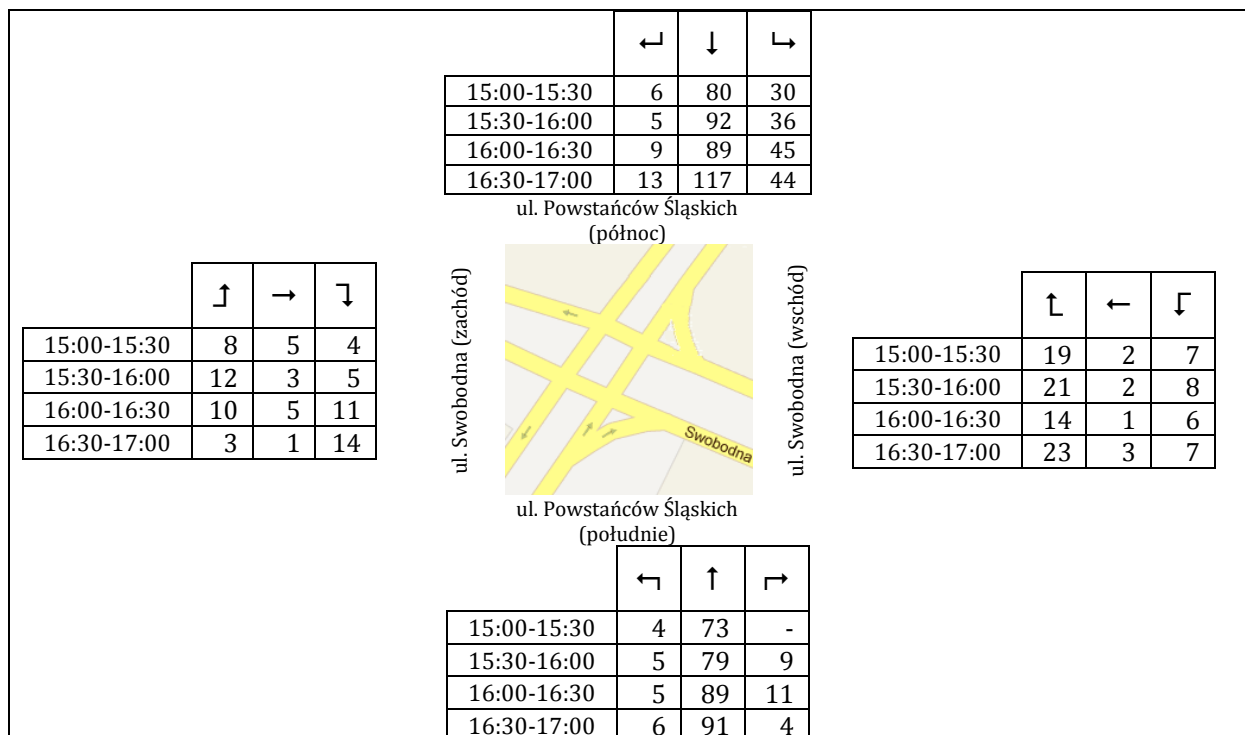 ↵ ↓ ↳
15:00-15:30 6 80 30
15:30-16:00 5 92 36
16:00-16:30 9 89 45
16:30-17:00 13 117 44
ul. Powstańców Śląskich
(północ)
ul. Swobodna (zachód)
ul. Swobodna (wschód)
Swobodna
⮥ → ↴
15:00-15:30 8 5 4
15:30-16:00 12 3 5
16:00-16:30 10 5 11
16:30-17:00 3 1 14
↑ ← ↓
15:00-15:30 19 2 7
15:30-16:00 21 2 8
16:00-16:30 14 1 6
16:30-17:00 23 3 7
ul. Powstańców Śląskich
(południe)
↰ ↑ ↱
15:00-15:30 4 73 -
15:30-16:00 5 79 9
16:00-16:30 5 89 11
16:30-17:00 6 91 4